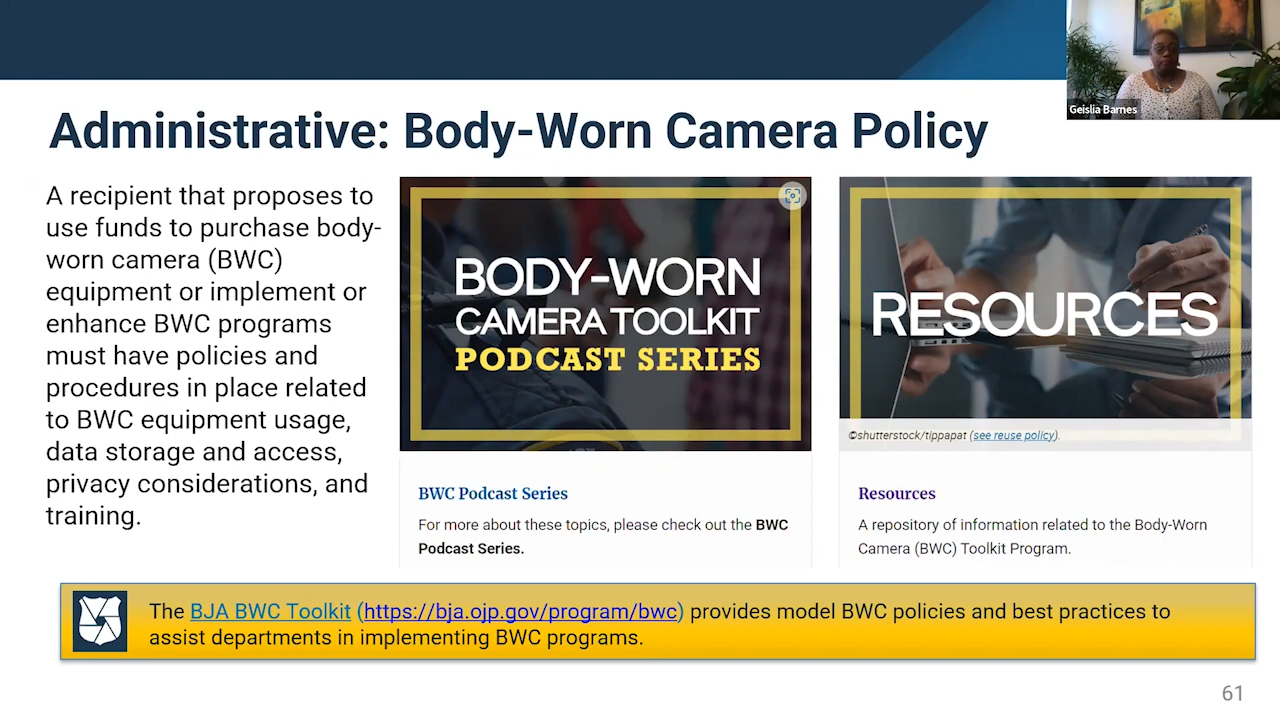 Geislia Barnes
Administrative: Body-Worn Camera Policy
A recipient that proposes to
use funds to purchase body-
worn camera (BWC)
equipment or implement or
enhance BWC programs
must have policies and
procedures in place related
to BWC equipment usage,
data storage and access,
privacy considerations, and
training.
BODY-WORN
CAMERA TOOLKIT
PODCAST SERIES
BWC Podcast Series
For more about these topics, please check out the BWC
Podcast Series.
RESOURCES
©shutterstock/tippapat (see reuse policy).
Resources
A repository of information related to the Body-Worn
Camera (BWC) Toolkit Program.
The BJA BWC Toolkit (https://bja.ojp.gov/program/bwc) provides model BWC policies and best practices to
assist departments in implementing BWC programs.
61